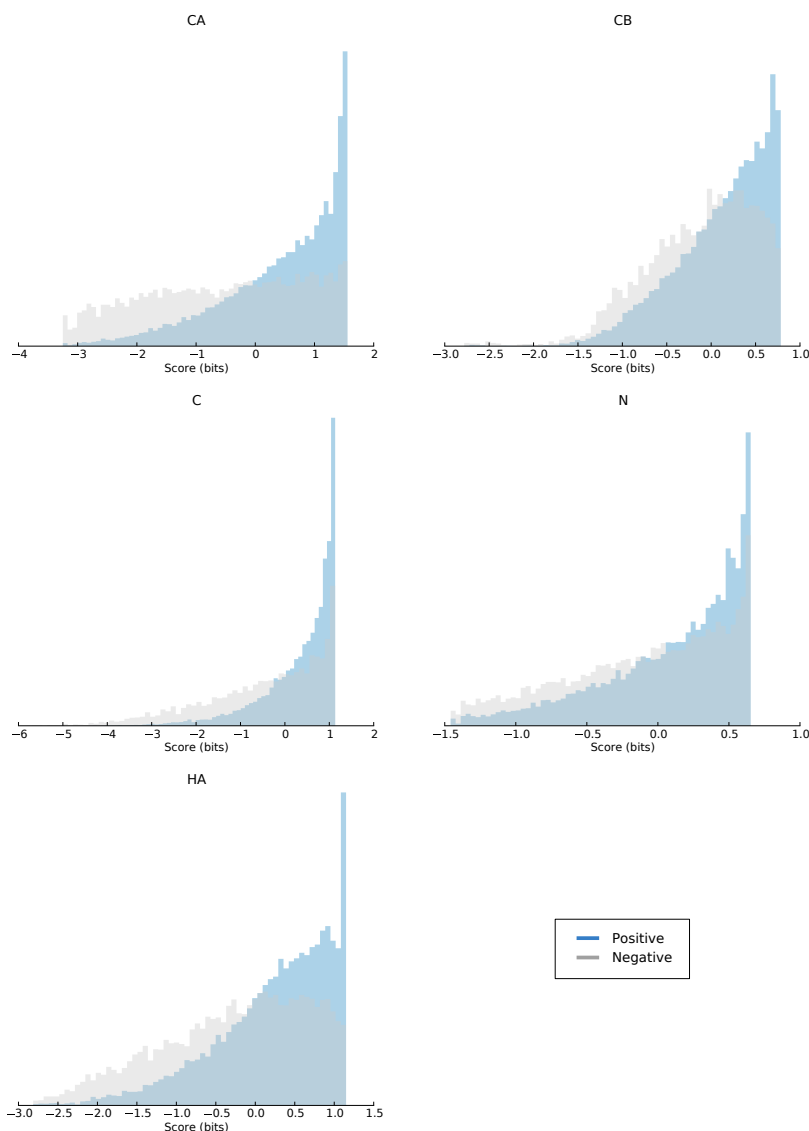 CA
−4 −3 −2 −1 0 1 2
Score (bits)
CB
−3.0 −2.5 −2.0 −1.5 −1.0 −0.5 0.0 0.5 1.0
Score (bits)
C
−6 −5 −4 −3 −2 −1 0 1 2
Score (bits)
N
−1.5 −1.0 −0.5 0.0 0.5 1.0
Score (bits)
HA
−3.0 −2.5 −2.0 −1.5 −1.0 −0.5 0.0 0.5 1.0 1.5
Score (bits)
Positive
Negative